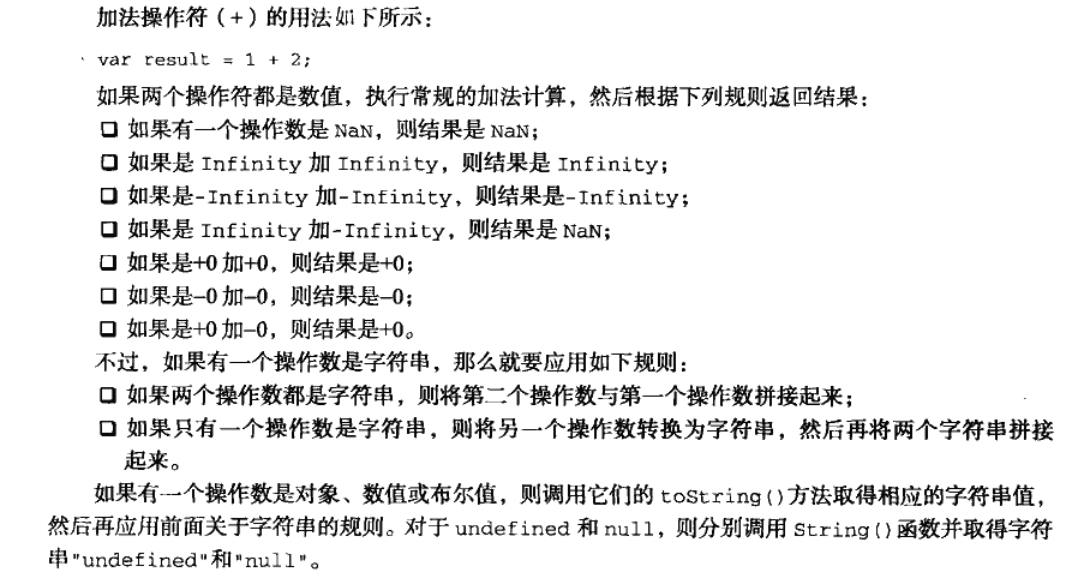 加法操作符（+）的用法如下所示：
var result = 1 + 2;
如果两个操作符都是数值，执行常规的加法计算，然后根据下列规则返回结果：
❑ 如果有一个操作数是 NaN，则结果是 NaN；
❑ 如果是 Infinity 加 Infinity，则结果是 Infinity；
❑ 如果是-Infinity 加-Infinity，则结果是-Infinity；
❑ 如果是 Infinity 加-Infinity，则结果是 NaN；
❑ 如果是+0 加+0，则结果是+0；
❑ 如果是–0 加–0，则结果是–0；
❑ 如果是+0 加–0，则结果是+0。
不过，如果有一个操作数是字符串，那么就要应用如下规则：
❑ 如果两个操作数都是字符串，则将第二个操作数与第一个操作数拼接起来；
❑ 如果只有一个操作数是字符串，则将另一个操作数转换为字符串，然后再将两个字符串拼接
起来。
如果有一个操作数是对象、数值或布尔值，则调用它们的 toString()方法取得相应的字符串值，
然后再应用前面关于字符串的规则。对于 undefined 和 null，则分别调用 String()函数并取得字符
串"undefined"和"null"。